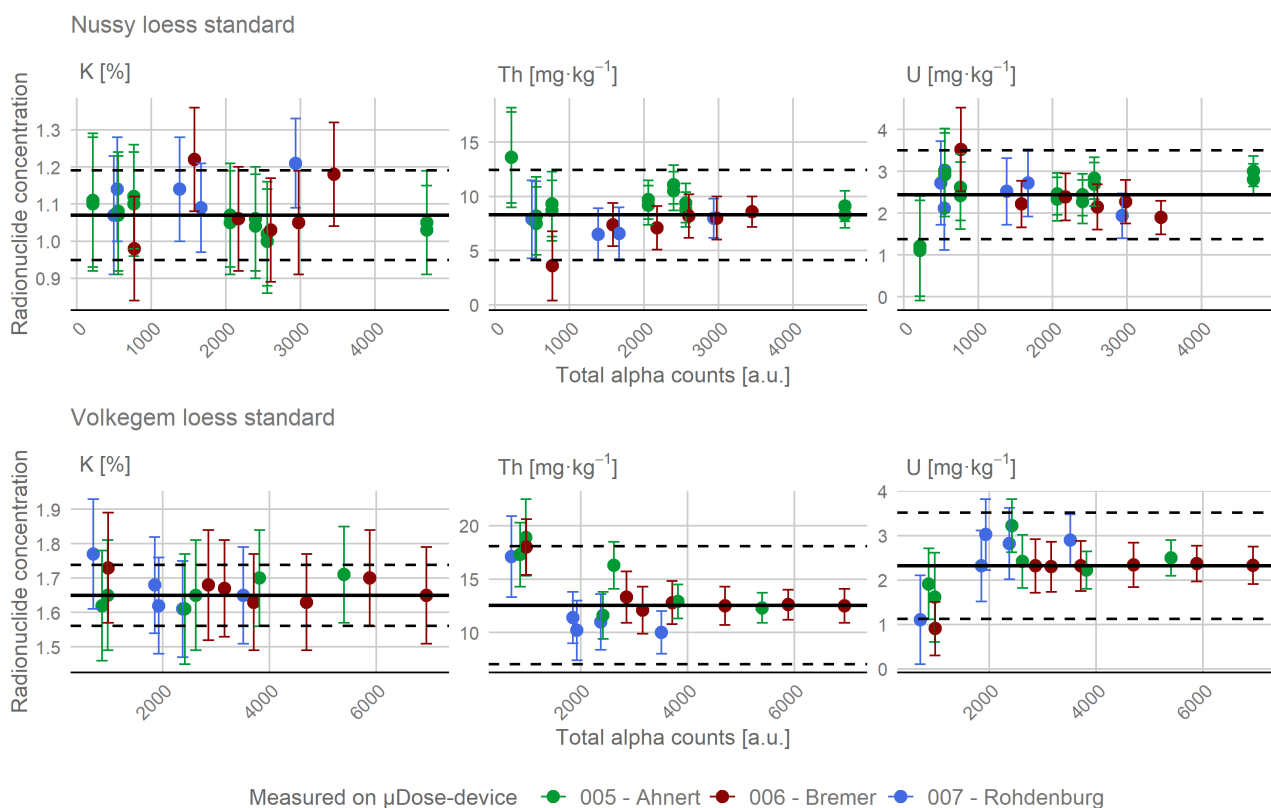 Nussy loess standard
K [%]
Th [mg·kg⁻¹]
U [mg·kg⁻¹]
Radionuclide concentration
1.3
1.2
1.1
1.0
0.9
15
10
5
0
4
3
2
1
0
0 1000 2000 3000 4000
0 1000 2000 3000 4000
0 1000 2000 3000 4000
Total alpha counts [a.u.]
Volkegem loess standard
K [%]
Th [mg·kg⁻¹]
U [mg·kg⁻¹]
Radionuclide concentration
1.9
1.8
1.7
1.6
1.5
20
15
10
4
3
2
1
0
2000 4000 6000
2000 4000 6000
2000 4000 6000
Total alpha counts [a.u.]
Measured on µDose-device 005 - Ahnert 006 - Bremer 007 - Rohdenburg